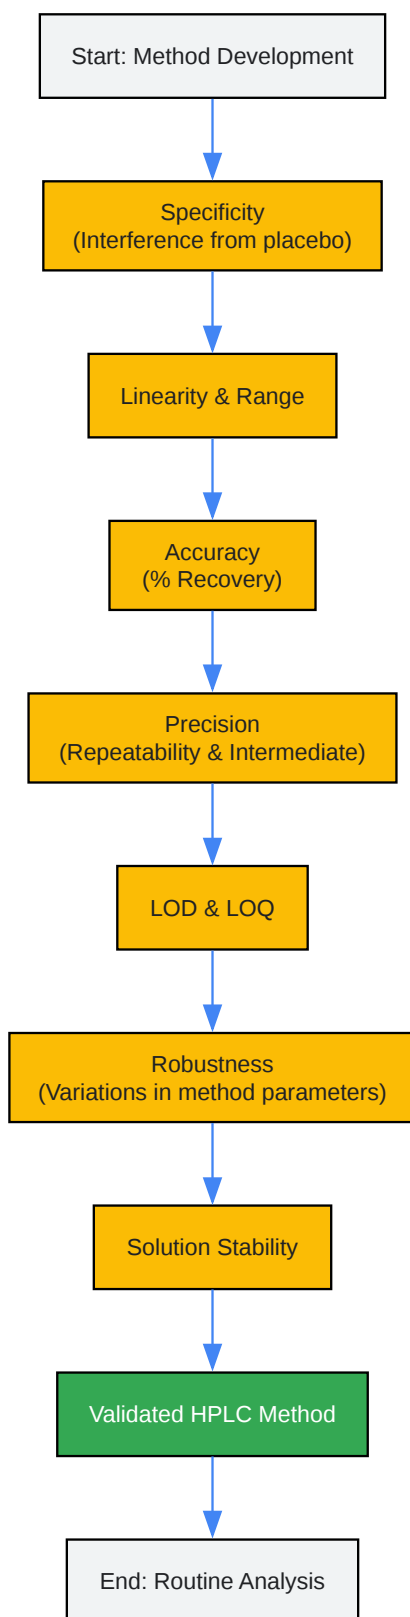 Start: Method Development
Specificity
(Interference from placebo)
Linearity & Range
Accuracy
(% Recovery)
Precision
(Repeatability & Intermediate)
LOD & LOQ
Robustness
(Variations in method parameters)
Solution Stability
Validated HPLC Method
End: Routine Analysis